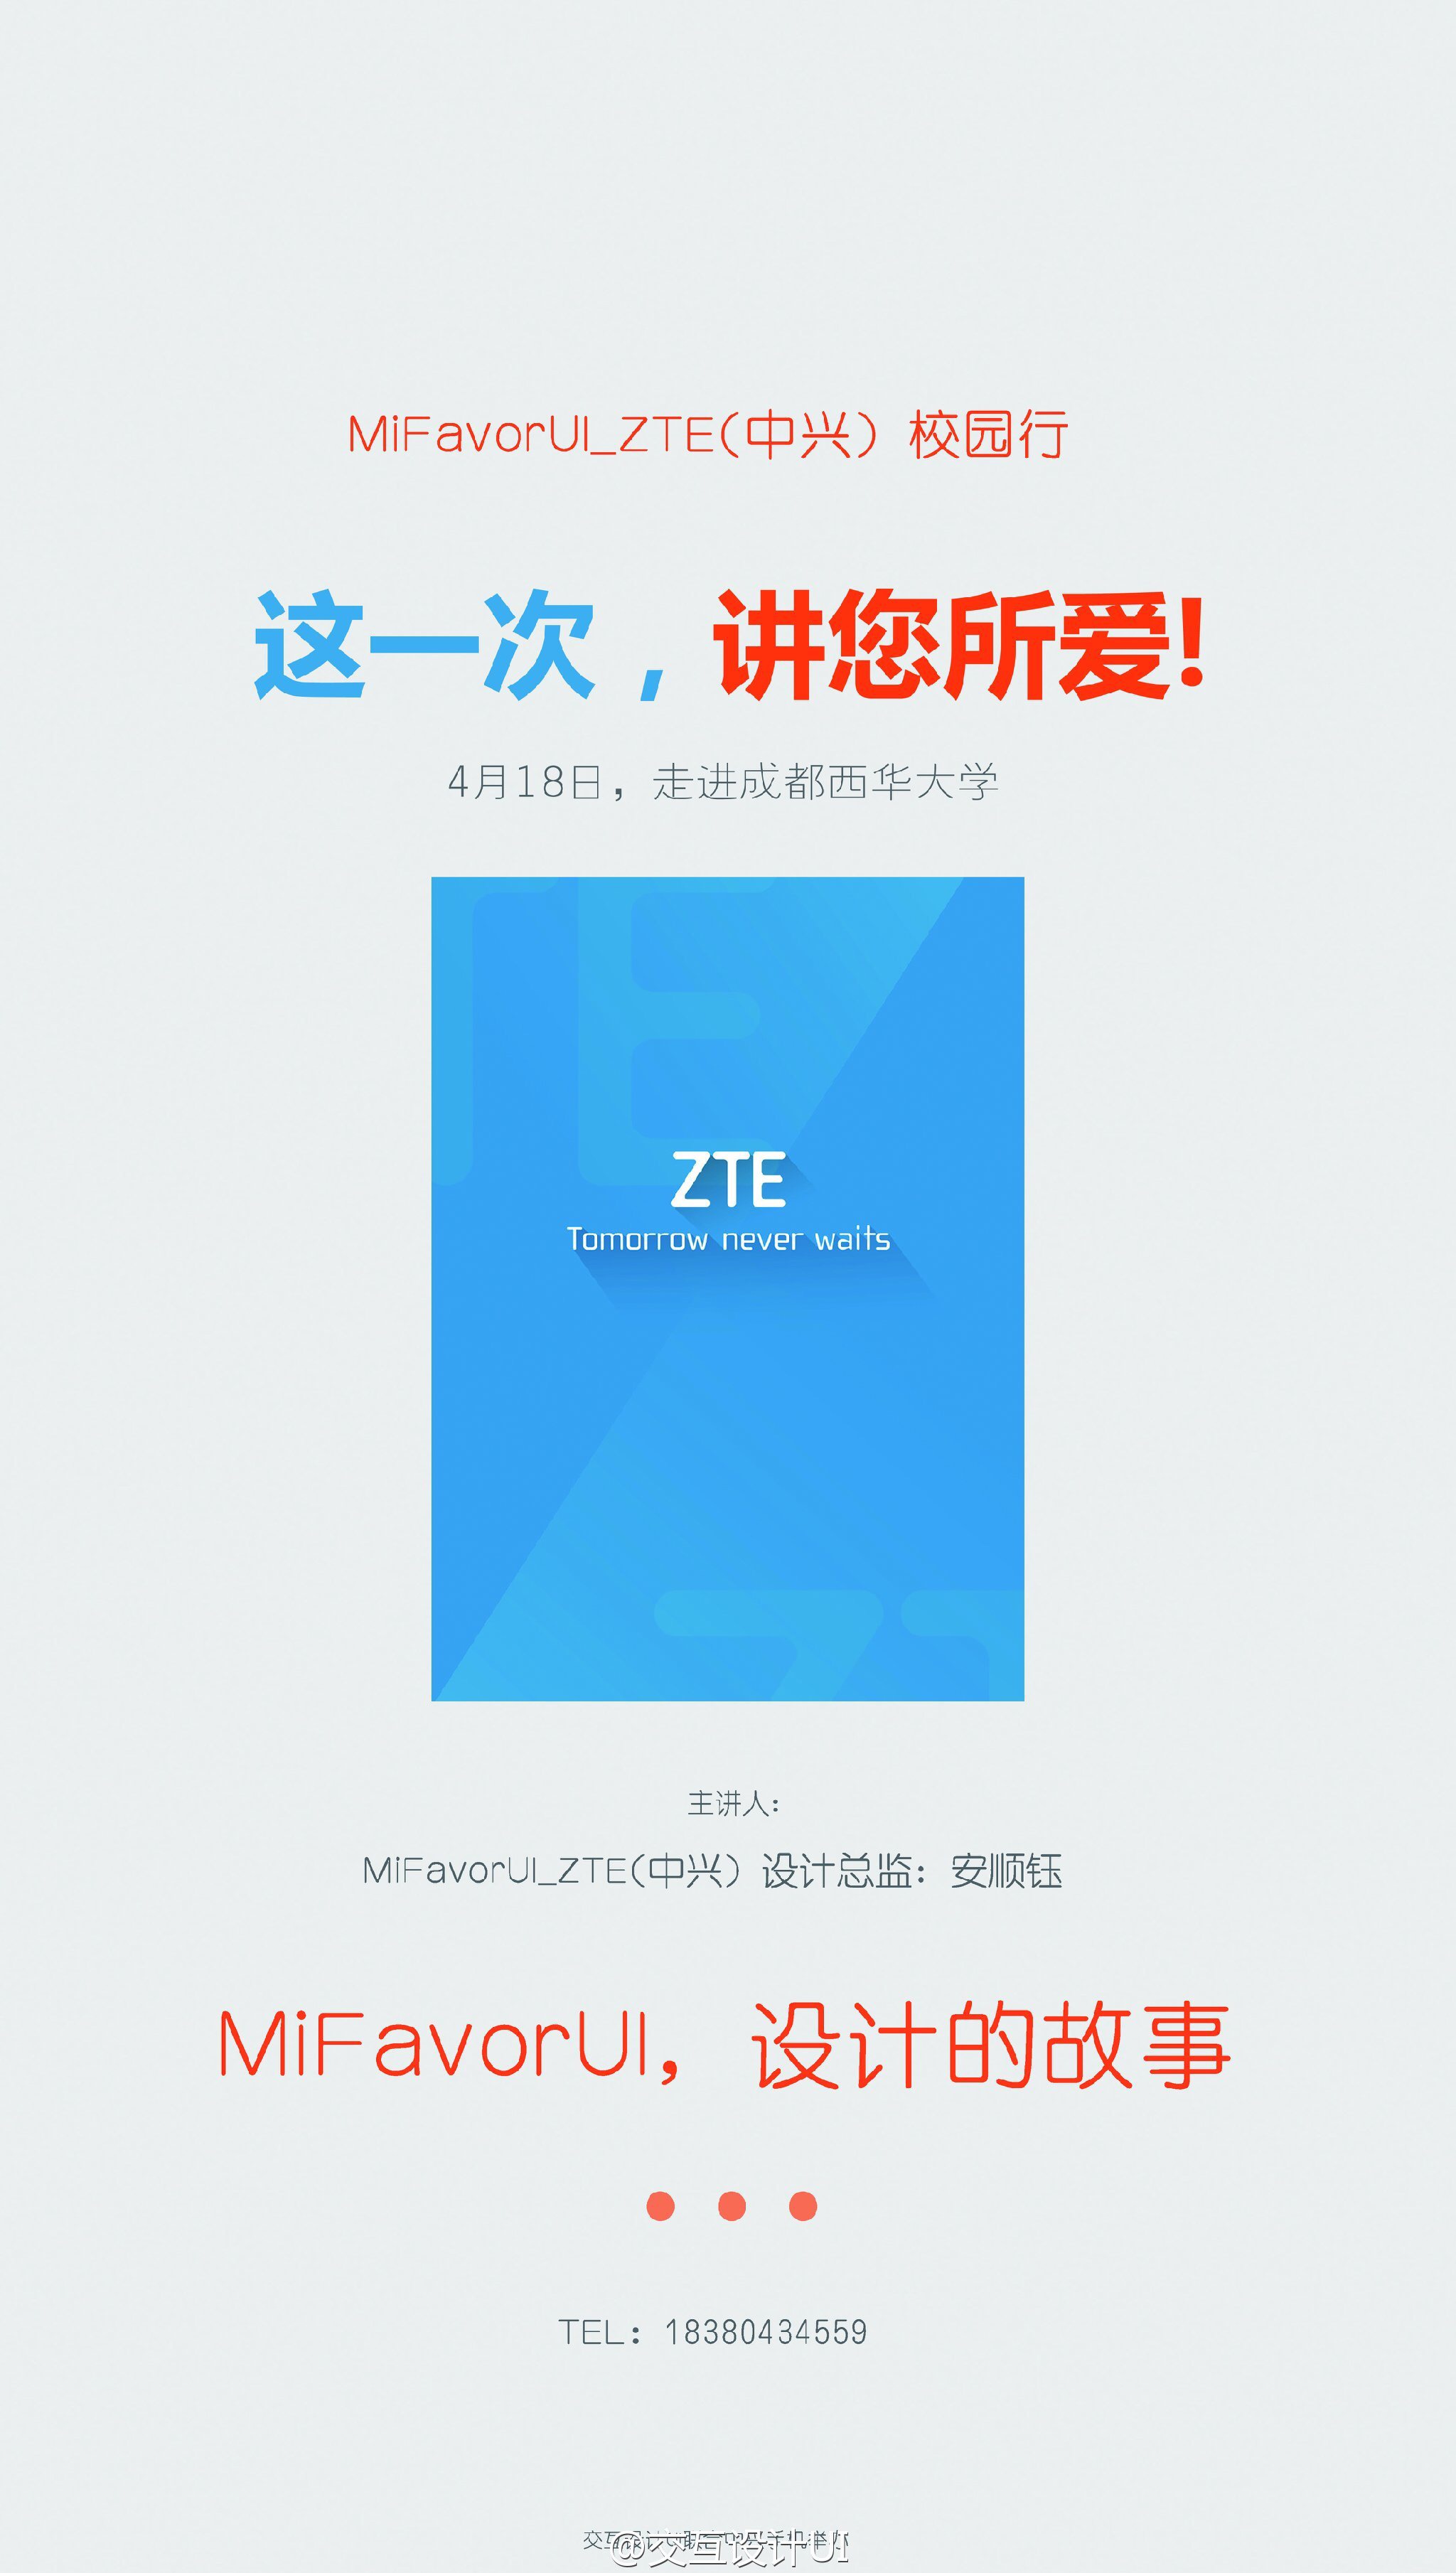 MiFavorUI_ZTE(中兴）校园行
这一次，讲您所爱!
4月18日，走进成都西华大学
ZTE
Tomorrow never waits
主讲人：
MiFavorUI_ZTE(中兴）设计总监：安顺钰
MiFavorUI，设计的故事
TEL：18380434559
@交互设计UI